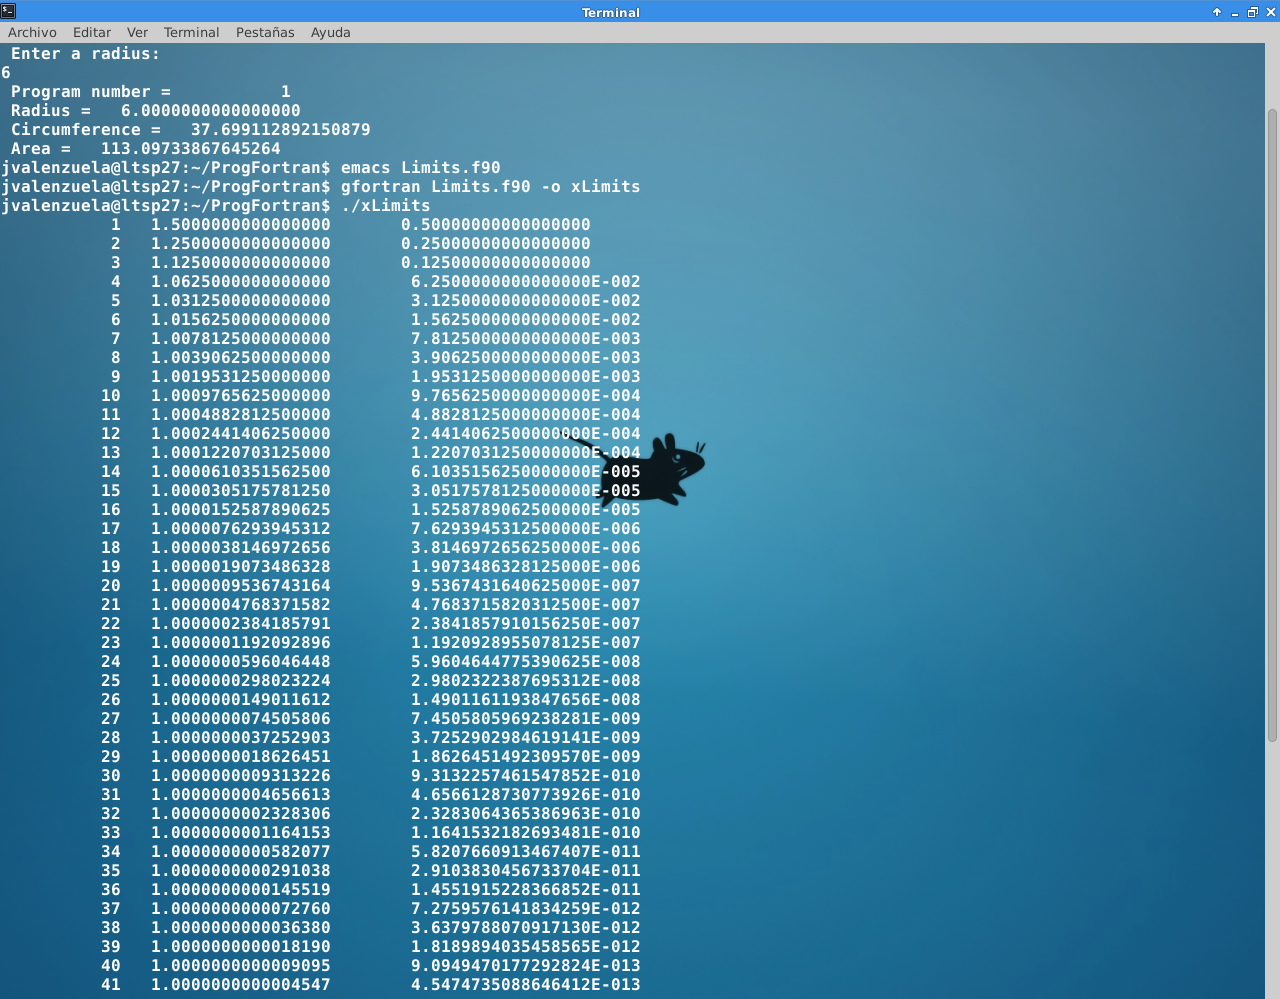 Terminal
Archivo Editar Ver Terminal Pestañas Ayuda
Enter a radius:
6
Program number = 1
Radius = 6.0000000000000000
Circumference = 37.699112892150879
Area = 113.09733867645264
jvalenzuela@ltsp27:~/ProgFortran$ emacs Limits.f90
jvalenzuela@ltsp27:~/ProgFortran$ gfortran Limits.f90 -o xLimits
jvalenzuela@ltsp27:~/ProgFortran$ ./xLimits
1 1.5000000000000000 0.50000000000000000
2 1.2500000000000000 0.25000000000000000
3 1.1250000000000000 0.12500000000000000
4 1.0625000000000000 6.2500000000000000E-002
5 1.0312500000000000 3.1250000000000000E-002
6 1.0156250000000000 1.5625000000000000E-002
7 1.0078125000000000 7.8125000000000000E-003
8 1.0039062500000000 3.9062500000000000E-003
9 1.0019531250000000 1.9531250000000000E-003
10 1.0009765625000000 9.7656250000000000E-004
11 1.0004882812500000 4.8828125000000000E-004
12 1.0002441406250000 2.4414062500000000E-004
13 1.0001220703125000 1.2207031250000000E-004
14 1.0000610351562500 6.1035156250000000E-005
15 1.0000305175781250 3.0517578125000000E-005
16 1.0000152587890625 1.5258789062500000E-005
17 1.0000076293945312 7.6293945312500000E-006
18 1.0000038146972656 3.8146972656250000E-006
19 1.0000019073486328 1.9073486328125000E-006
20 1.0000009536743164 9.5367431640625000E-007
21 1.0000004768371582 4.7683715820312500E-007
22 1.0000002384185791 2.3841857910156250E-007
23 1.0000001192092896 1.1920928955078125E-007
24 1.0000000596046448 5.9604644775390625E-008
25 1.0000000298023224 2.9802322387695312E-008
26 1.0000000149011612 1.4901161193847656E-008
27 1.0000000074505806 7.4505805969238281E-009
28 1.0000000037252903 3.7252902984619141E-009
29 1.0000000018626451 1.8626451492309570E-009
30 1.0000000009313226 9.3132257461547852E-010
31 1.0000000004656613 4.6566128730773926E-010
32 1.0000000002328306 2.3283064365386963E-010
33 1.0000000001164153 1.1641532182693481E-010
34 1.0000000000582077 5.8207660913467407E-011
35 1.0000000000291038 2.9103830456733704E-011
36 1.0000000000145519 1.4551915228366852E-011
37 1.0000000000072760 7.2759576141834259E-012
38 1.0000000000036380 3.6379788070917130E-012
39 1.0000000000018190 1.8189894035458565E-012
40 1.0000000000009095 9.0949470177292824E-013
41 1.0000000000004547 4.5474735088646412E-013